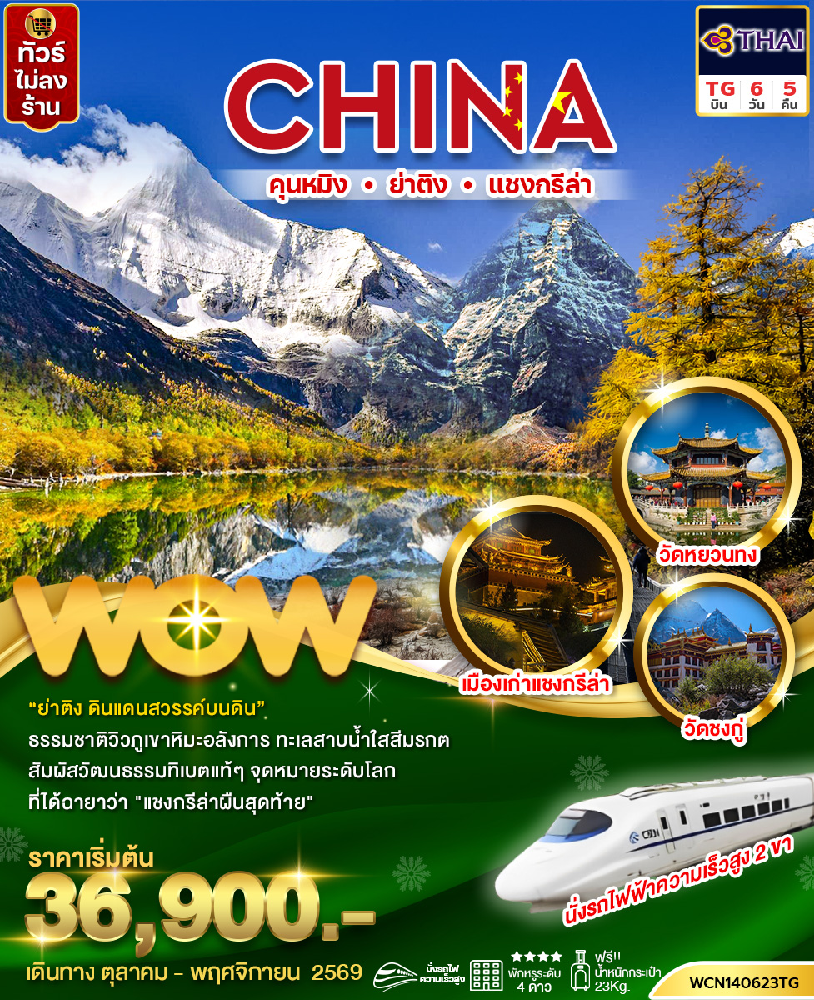 ทัวร์
ไม่ลง
ร้าน
THAI
TG 6 5
บิน วัน คืน
CHINA
คุนหมิง • ย่าติง • แชงกรีล่า
วัดหยวนทง
เมืองเก่าแชงกรีล่า
วัดชงกู่
WOW
“ย่าติง ดินแดนสวรรค์บนดิน”
ธรรมชาติวิวภูเขาหิมะอลังการ ทะเลสาบน้ำใสสีมรกต
สัมผัสวัฒนธรรมทิเบตแท้ๆ จุดหมายระดับโลก
ที่ได้ฉายาว่า "แชงกรีล่าผืนสุดท้าย"
นั่งรถไฟฟ้าความเร็วสูง 2 ขา
ราคาเริ่มต้น
36,900.-
เดินทาง ตุลาคม - พฤศจิกายน 2569
นั่งรถไฟ
ความเร็วสูง
พักหรูระดับ
4 ดาว
ฟรี!!
น้ำหนักกระเป๋า
23Kg.
WCN140623TG